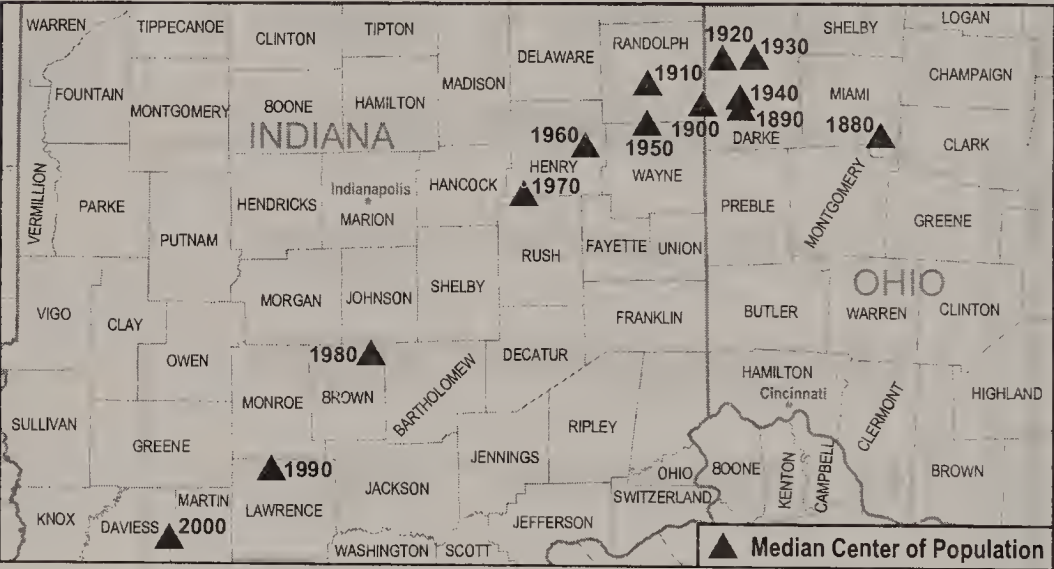 WARREN
TIPPECANOE
CLINTON
TIPTON
DELAWARE
RANDOLPH
1920
1930
SHELBY
LOGAN
FOUNTAIN
MONTGOMERY
8OONE
HAMILTON
MADISON
1910
1940
1890
MIAMI
CHAMPAIGN
INDIANA
1960
1950
1900
DARKE
1880
CLARK
VERMILLION
PARKE
HENDRICKS
Indianapolis
MARION
HANCOCK
HENRY
1970
WAYNE
PREBLE
MONTGOMERY
GREENE
PUTNAM
RUSH
FAYETTE
UNION
VIGO
CLAY
MORGAN
JOHNSON
SHELBY
FRANKLIN
BUTLER
OHIO
WARREN
CLINTON
OWEN
1980
DECATUR
HAMILTON
Cincinnati
HIGHLAND
SULLIVAN
GREENE
MONROE
BROWN
BARTHOLOMEW
RIPLEY
CLERMONT
1990
JENNINGS
OHIO
8OONE
KENTON
CAMPBELL
BROWN
KNOX
DAVIESS
MARTIN
2000
LAWRENCE
JACKSON
SWITZERLAND
JEFFERSON
WASHINGTON
SCOTT
Median Center of Population